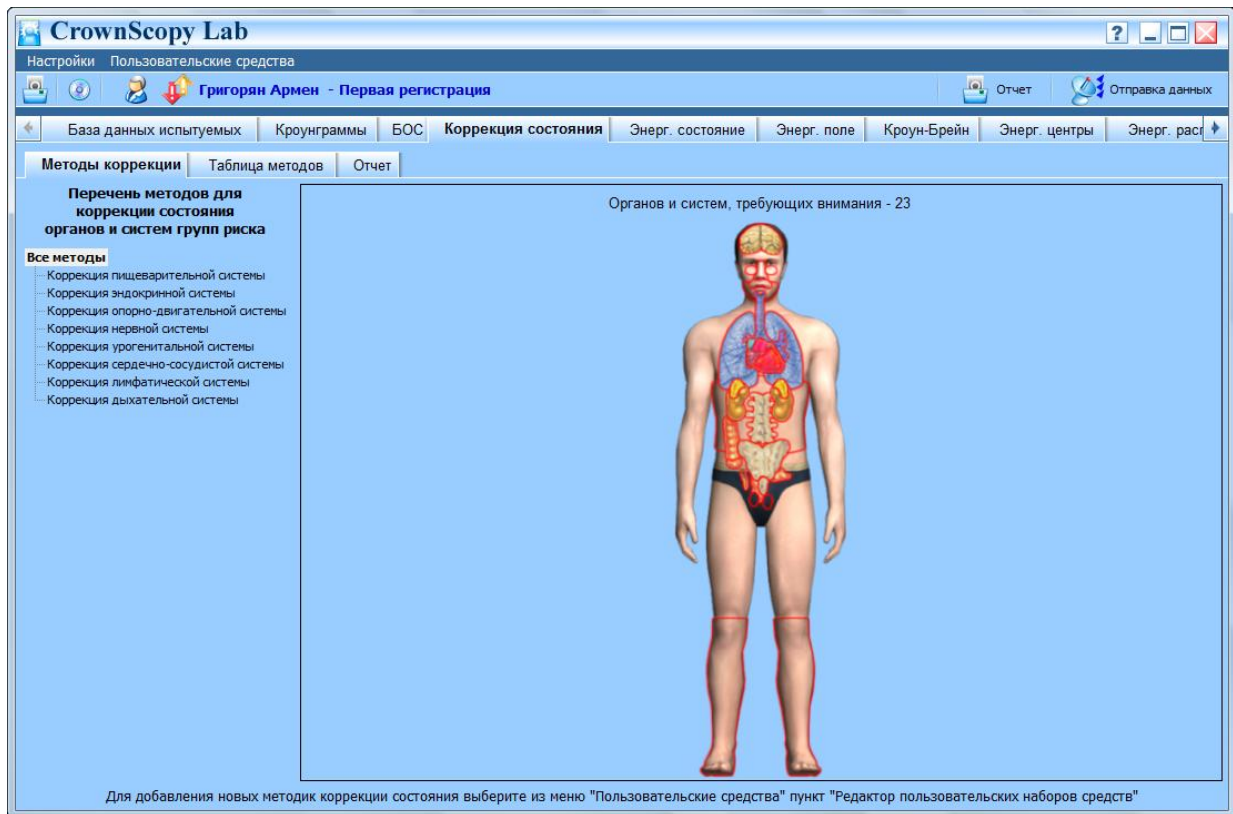 CrownScopy Lab
?
Настройки Пользовательские средства
Григорян Армен - Первая регистрация
Отчет
Отправка данных
База данных испытуемых
Кроунграммы
БОС
Коррекция состояния
Энерг. состояние
Энерг. поле
Кроун-Брейн
Энерг. центры
Энерг. расп
Методы коррекции
Таблица методов
Отчет
Перечень методов для
коррекции состояния
органов и систем групп риска
Все методы
Коррекция пищеварительной системы
Коррекция эндокринной системы
Коррекция опорно-двигательной системы
Коррекция нервной системы
Коррекция урогенитальной системы
Коррекция сердечно-сосудистой системы
Коррекция лимфатической системы
Коррекция дыхательной системы
Органов и систем, требующих внимания - 23
Для добавления новых методик коррекции состояния выберите из меню "Пользовательские средства" пункт "Редактор пользовательских наборов средств"